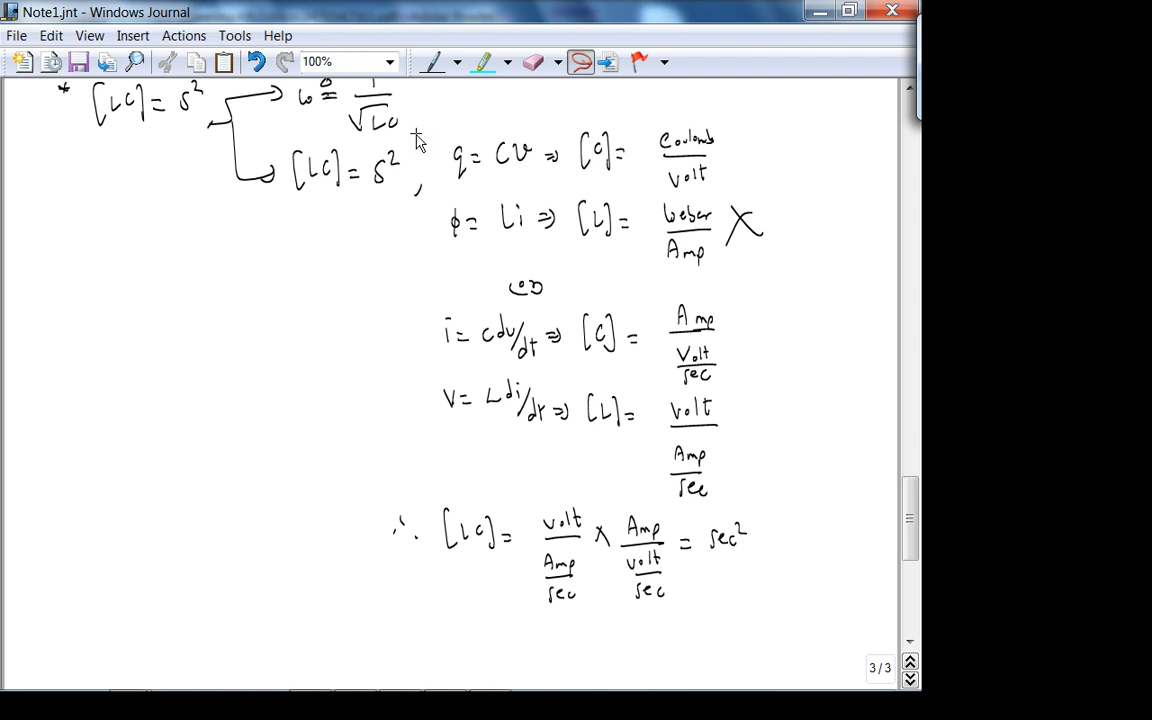 Note1.jnt - Windows Journal
File Edit View Insert Actions Tools Help
100%
* [LC] = s² → ω₀ = 1/√LC
→ [LC] = s² , q = CV ⇒ [C] = Coulomb/Volt
φ = Li ⇒ [L] = Weber/Amp X
(or)
i = C dv/dt ⇒ [C] = Amp/(Volt/sec)
V = L di/dt ⇒ [L] = Volt/(Amp/sec)
∴ [LC] = Volt/(Amp/sec) × Amp/(Volt/sec) = sec²
3/3